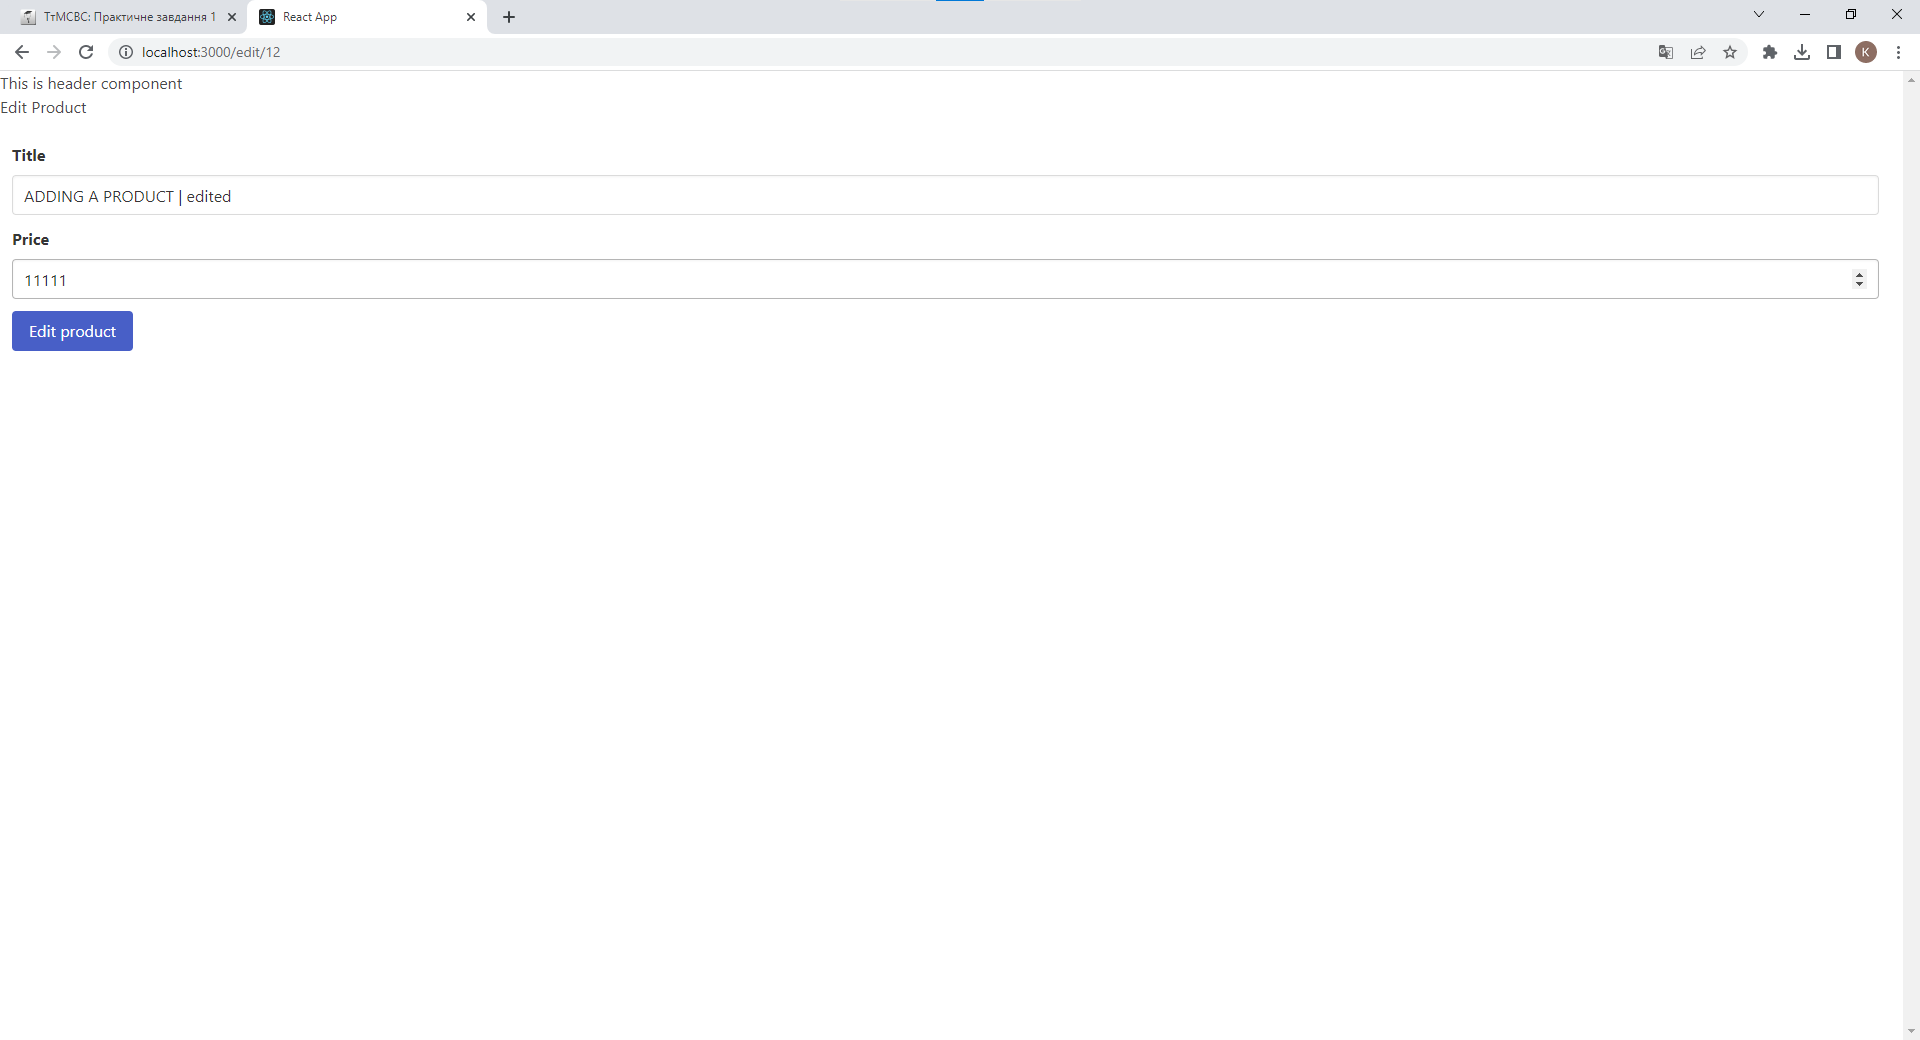 ТтМСВС: Практичне завдання 1
React App
localhost:3000/edit/12
K
This is header component
Edit Product
Title
ADDING A PRODUCT | edited
Price
11111
Edit product